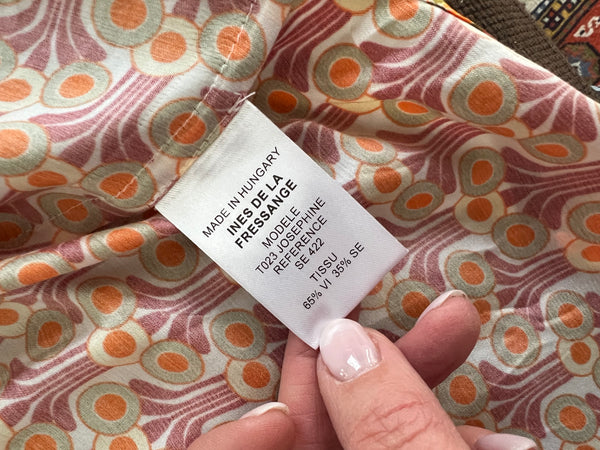 MADE IN HUNGARY
INES DE LA
FRESSANGE
MODELE
T023 JOSEPHINE
REFERENCE
SE 422
TISSU
65% VI 35% SE